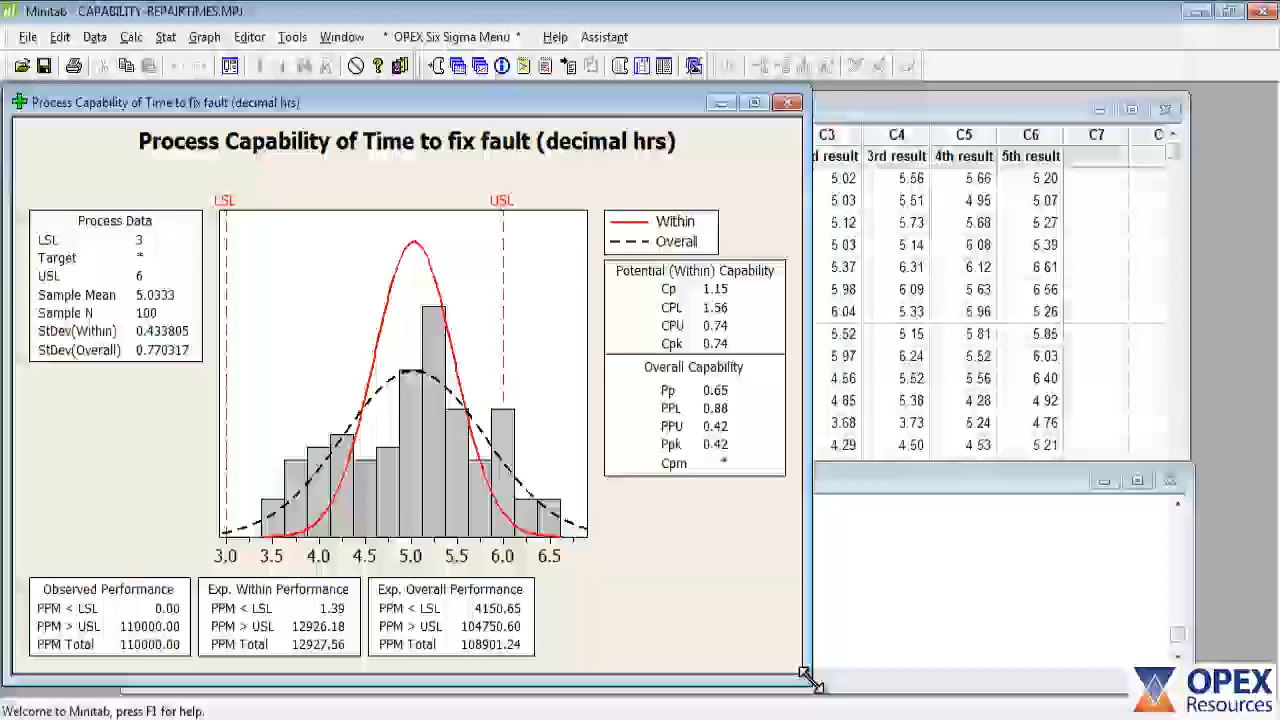 Minitab - CAPABILITY-REPAIRTIMES.MPJ
File Edit Data Calc Stat Graph Editor Tools Window * OPEX Six Sigma Menu * Help Assistant
Process Capability of Time to fix fault (decimal hrs)
Process Capability of Time to fix fault (decimal hrs)
LSL USL
Process Data
LSL 3
Target *
USL 6
Sample Mean 5.0333
Sample N 100
StDev(Within) 0.433805
StDev(Overall) 0.770317
Within
Overall
Potential (Within) Capability
Cp 1.15
CPL 1.56
CPU 0.74
Cpk 0.74
Overall Capability
Pp 0.65
PPL 0.88
PPU 0.42
Ppk 0.42
Cpm *
3.0 3.5 4.0 4.5 5.0 5.5 6.0 6.5
Observed Performance
PPM < LSL 0.00
PPM > USL 110000.00
PPM Total 110000.00
Exp. Within Performance
PPM < LSL 1.39
PPM > USL 12926.18
PPM Total 12927.56
Exp. Overall Performance
PPM < LSL 4150.65
PPM > USL 104750.60
PPM Total 108901.24
C3 C4 C5 C6 C7 C
d result 3rd result 4th result 5th result
5.02 5.56 5.66 5.20
5.03 5.51 4.95 5.07
5.12 5.73 5.68 5.27
5.03 5.14 6.08 5.39
5.37 6.31 6.12 6.61
5.98 6.09 5.63 6.56
6.04 5.33 5.96 5.26
5.52 5.15 5.81 5.85
5.97 6.24 5.52 6.03
4.56 5.52 5.56 6.40
4.85 5.38 4.28 4.92
3.68 3.73 5.24 4.76
4.29 4.50 4.53 5.21
Welcome to Minitab, press F1 for help.
OPEX
Resources